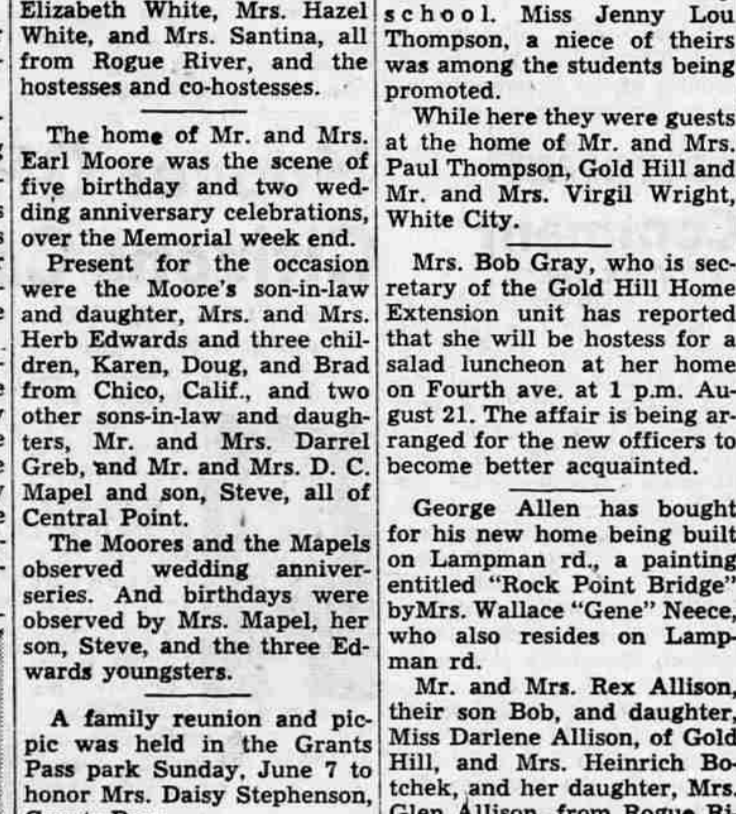 Elizabeth White, Mrs. Hazel
White, and Mrs. Santina, all
from Rogue River, and the
hostesses and co-hostesses.
The home of Mr. and Mrs.
Earl Moore was the scene of
five birthday and two wed-
ding anniversary celebrations,
over the Memorial week end.
Present for the occasion
were the Moore's son-in-law
and daughter, Mrs. and Mrs.
Herb Edwards and three chil-
dren, Karen, Doug, and Brad
from Chico, Calif., and two
other sons-in-law and daugh-
ters, Mr. and Mrs. Darrel
Greb, and Mr. and Mrs. D. C.
Mapel and son, Steve, all of
Central Point.
The Moores and the Mapels
observed wedding anniver-
series. And birthdays were
observed by Mrs. Mapel, her
son, Steve, and the three Ed-
wards youngsters.
A family reunion and pic-
pic was held in the Grants
Pass park Sunday, June 7 to
honor Mrs. Daisy Stephenson,
school. Miss Jenny Lou
Thompson, a niece of theirs
was among the students being
promoted.
While here they were guests
at the home of Mr. and Mrs.
Paul Thompson, Gold Hill and
Mr. and Mrs. Virgil Wright,
White City.
Mrs. Bob Gray, who is sec-
retary of the Gold Hill Home
Extension unit has reported
that she will be hostess for a
salad luncheon at her home
on Fourth ave. at 1 p.m. Au-
gust 21. The affair is being ar-
ranged for the new officers to
become better acquainted.
George Allen has bought
for his new home being built
on Lampman rd., a painting
entitled "Rock Point Bridge"
byMrs. Wallace "Gene" Neece,
who also resides on Lamp-
man rd.
Mr. and Mrs. Rex Allison,
their son Bob, and daughter,
Miss Darlene Allison, of Gold
Hill, and Mrs. Heinrich Bo-
tchek, and her daughter, Mrs.
Glen Allison, from Rogue Ri-